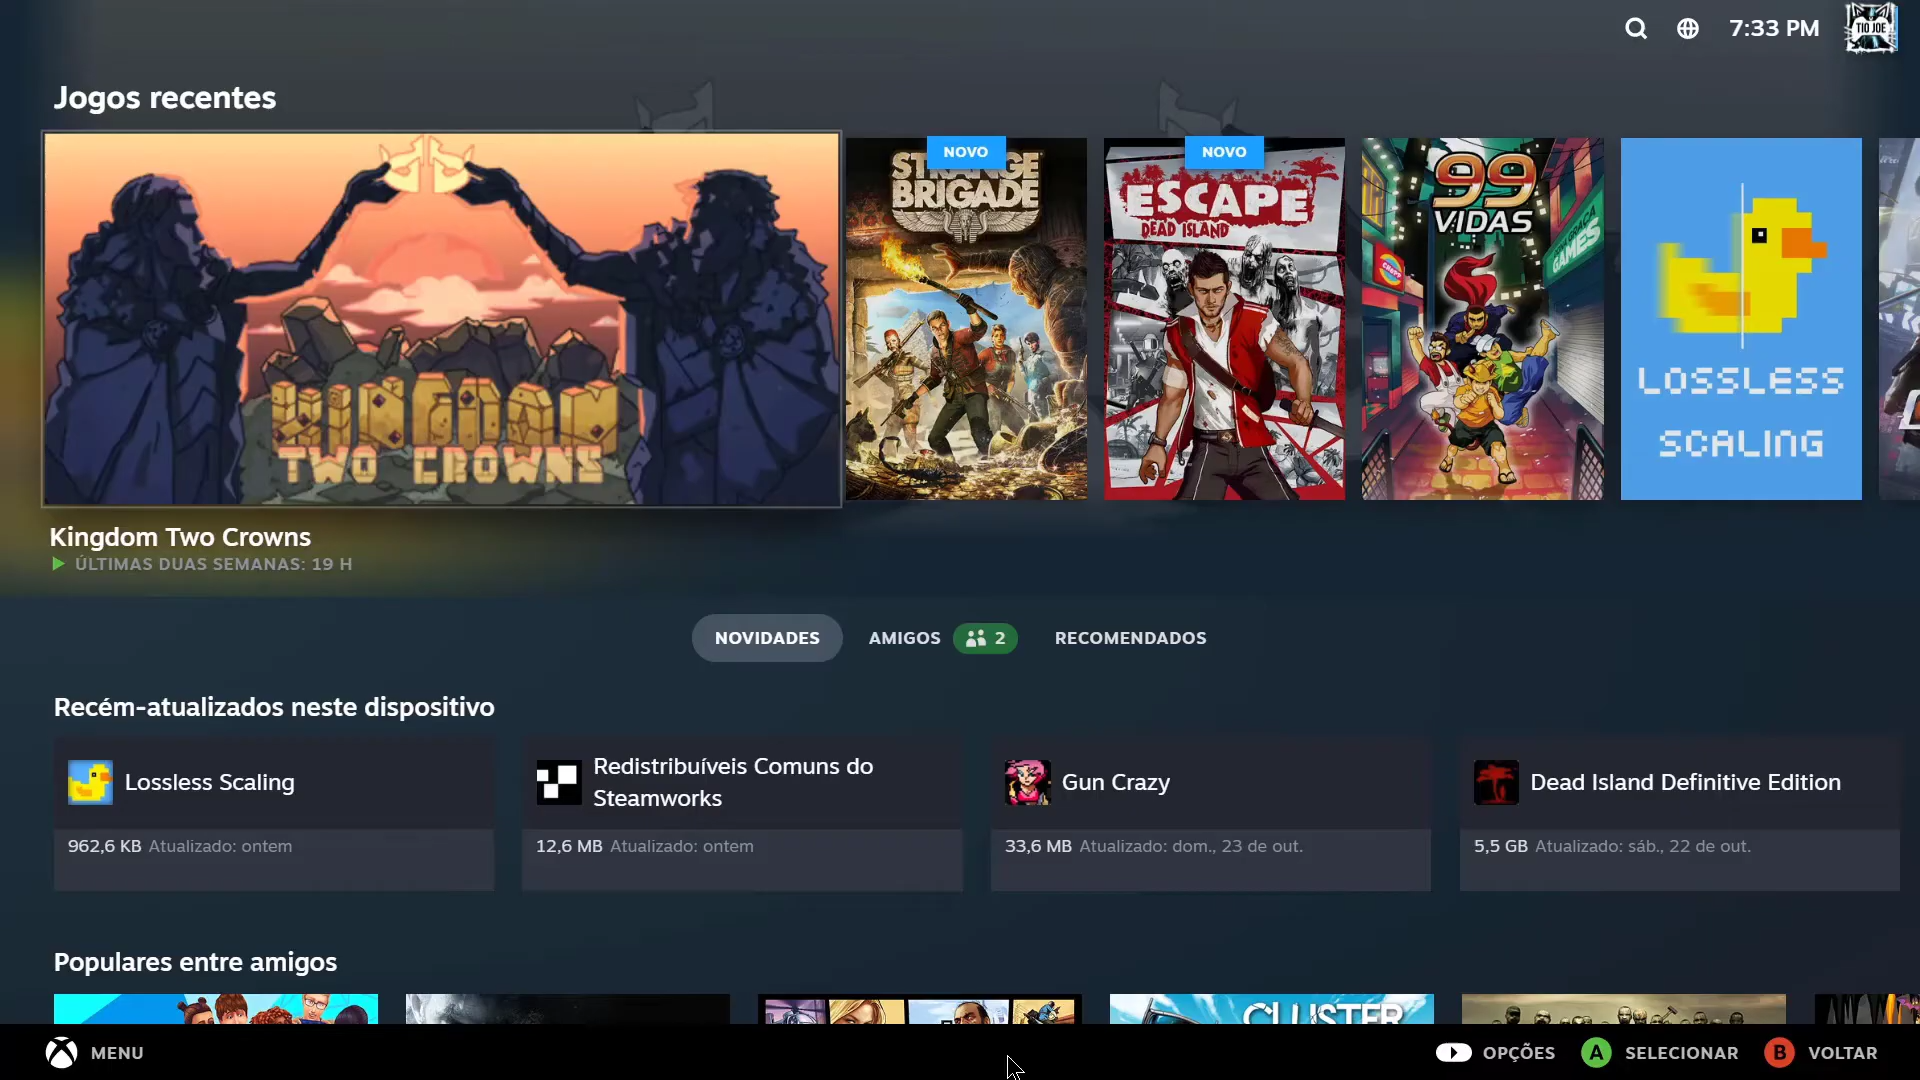 7:33 PM
TIO JOE
Jogos recentes
KINGDOM
TWO CROWNS
NOVO
STRANGE
BRIGADE
NOVO
ESCAPE
DEAD ISLAND
99
VIDAS
GAMES
LOSSLESS
SCALING
Kingdom Two Crowns
ÚLTIMAS DUAS SEMANAS: 19 H
NOVIDADES
AMIGOS 2
RECOMENDADOS
Recém-atualizados neste dispositivo
Lossless Scaling
962,6 KB Atualizado: ontem
Redistribuíveis Comuns do
Steamworks
12,6 MB Atualizado: ontem
Gun Crazy
33,6 MB Atualizado: dom., 23 de out.
Dead Island Definitive Edition
5,5 GB Atualizado: sáb., 22 de out.
Populares entre amigos
CLUSTER
MENU
OPÇÕES
A SELECIONAR
B VOLTAR